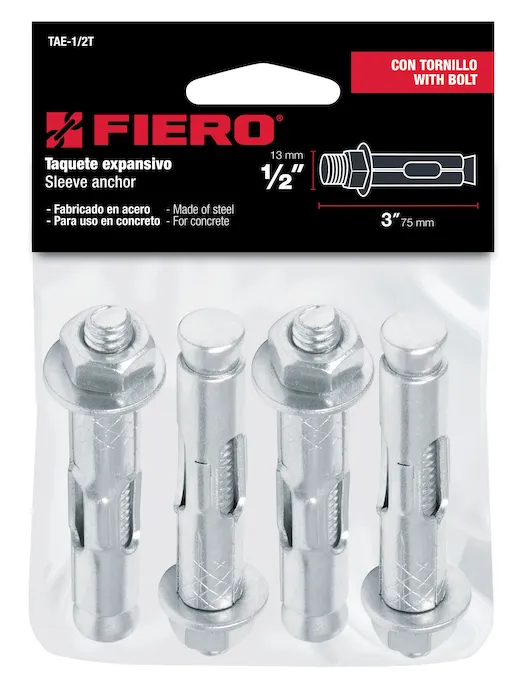 TAE-1/2T
CON TORNILLO
WITH BOLT
FIERO®
Taquete expansivo
Sleeve anchor
- Fabricado en acero - Made of steel
- Para uso en concreto - For concrete
13 mm
1/2"
3" 75 mm